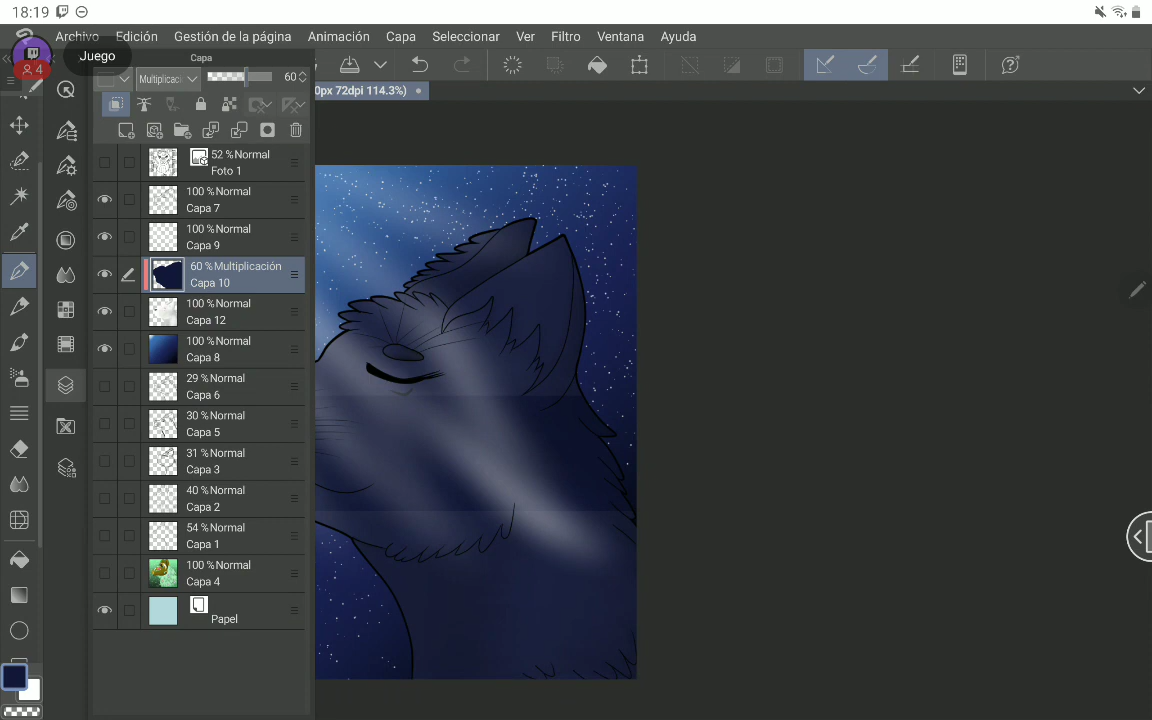 18:19
Archivo Edición Gestión de la página Animación Capa Seleccionar Ver Filtro Ventana Ayuda
Juego
4
Capa
Multiplicaci 60
0px 72dpi 114.3%)
52 %Normal
Foto 1
100 %Normal
Capa 7
100 %Normal
Capa 9
60 %Multiplicación
Capa 10
100 %Normal
Capa 12
100 %Normal
Capa 8
29 %Normal
Capa 6
30 %Normal
Capa 5
31 %Normal
Capa 3
40 %Normal
Capa 2
54 %Normal
Capa 1
100 %Normal
Capa 4
Papel